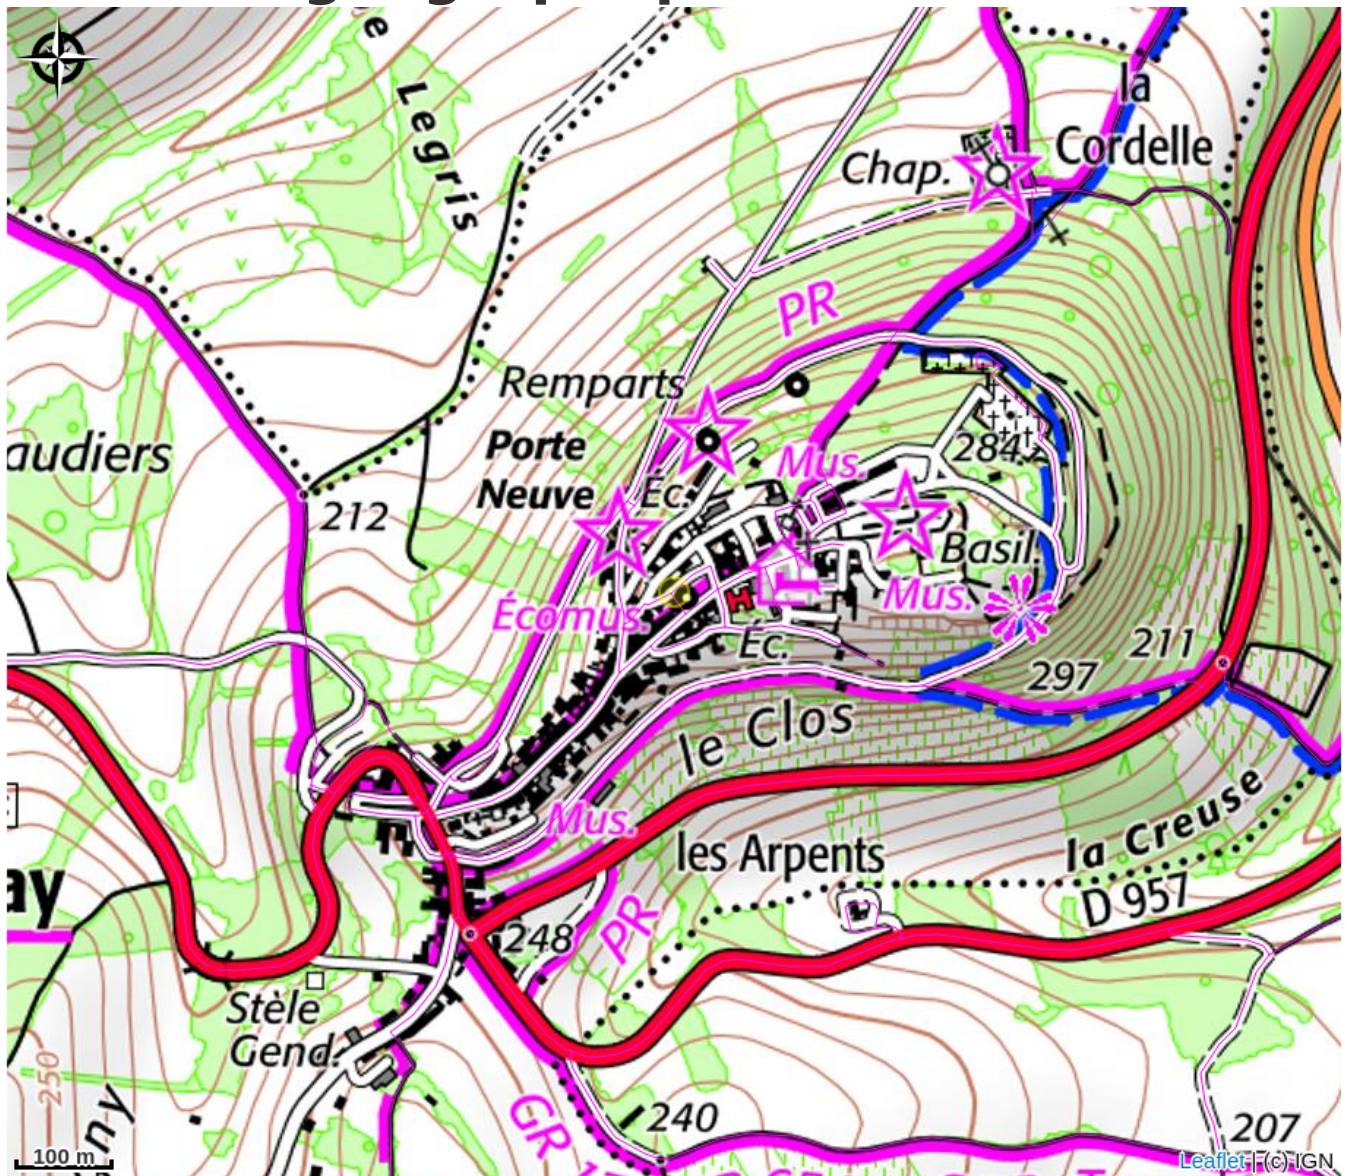 Legris
la
Cordelle
Chap.
PR
Remparts
Porte
Neuve
Éc.
Mus.
284
audiers
212
Basil.
Écomus.
Mus.
Éc.
211
297
le Clos
Mus.
les Arpents
la Creuse
D 957
ay
248
PR
Stèle
Gend.
250
ny
GR
240
207
100 m
Leaflet | (c) IGN